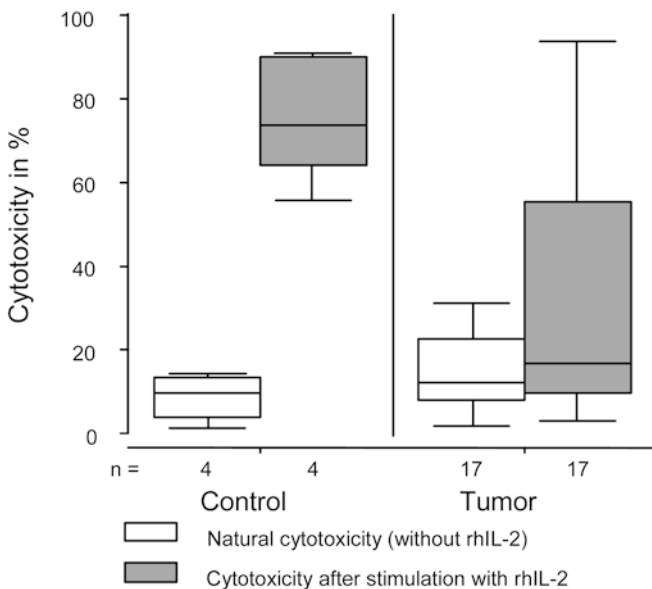 Cytotoxicity in %
100
80
60
40
20
0
n = 4 4 17 17
Control Tumor
Natural cytotoxicity (without rhIL-2)
Cytotoxicity after stimulation with rhIL-2